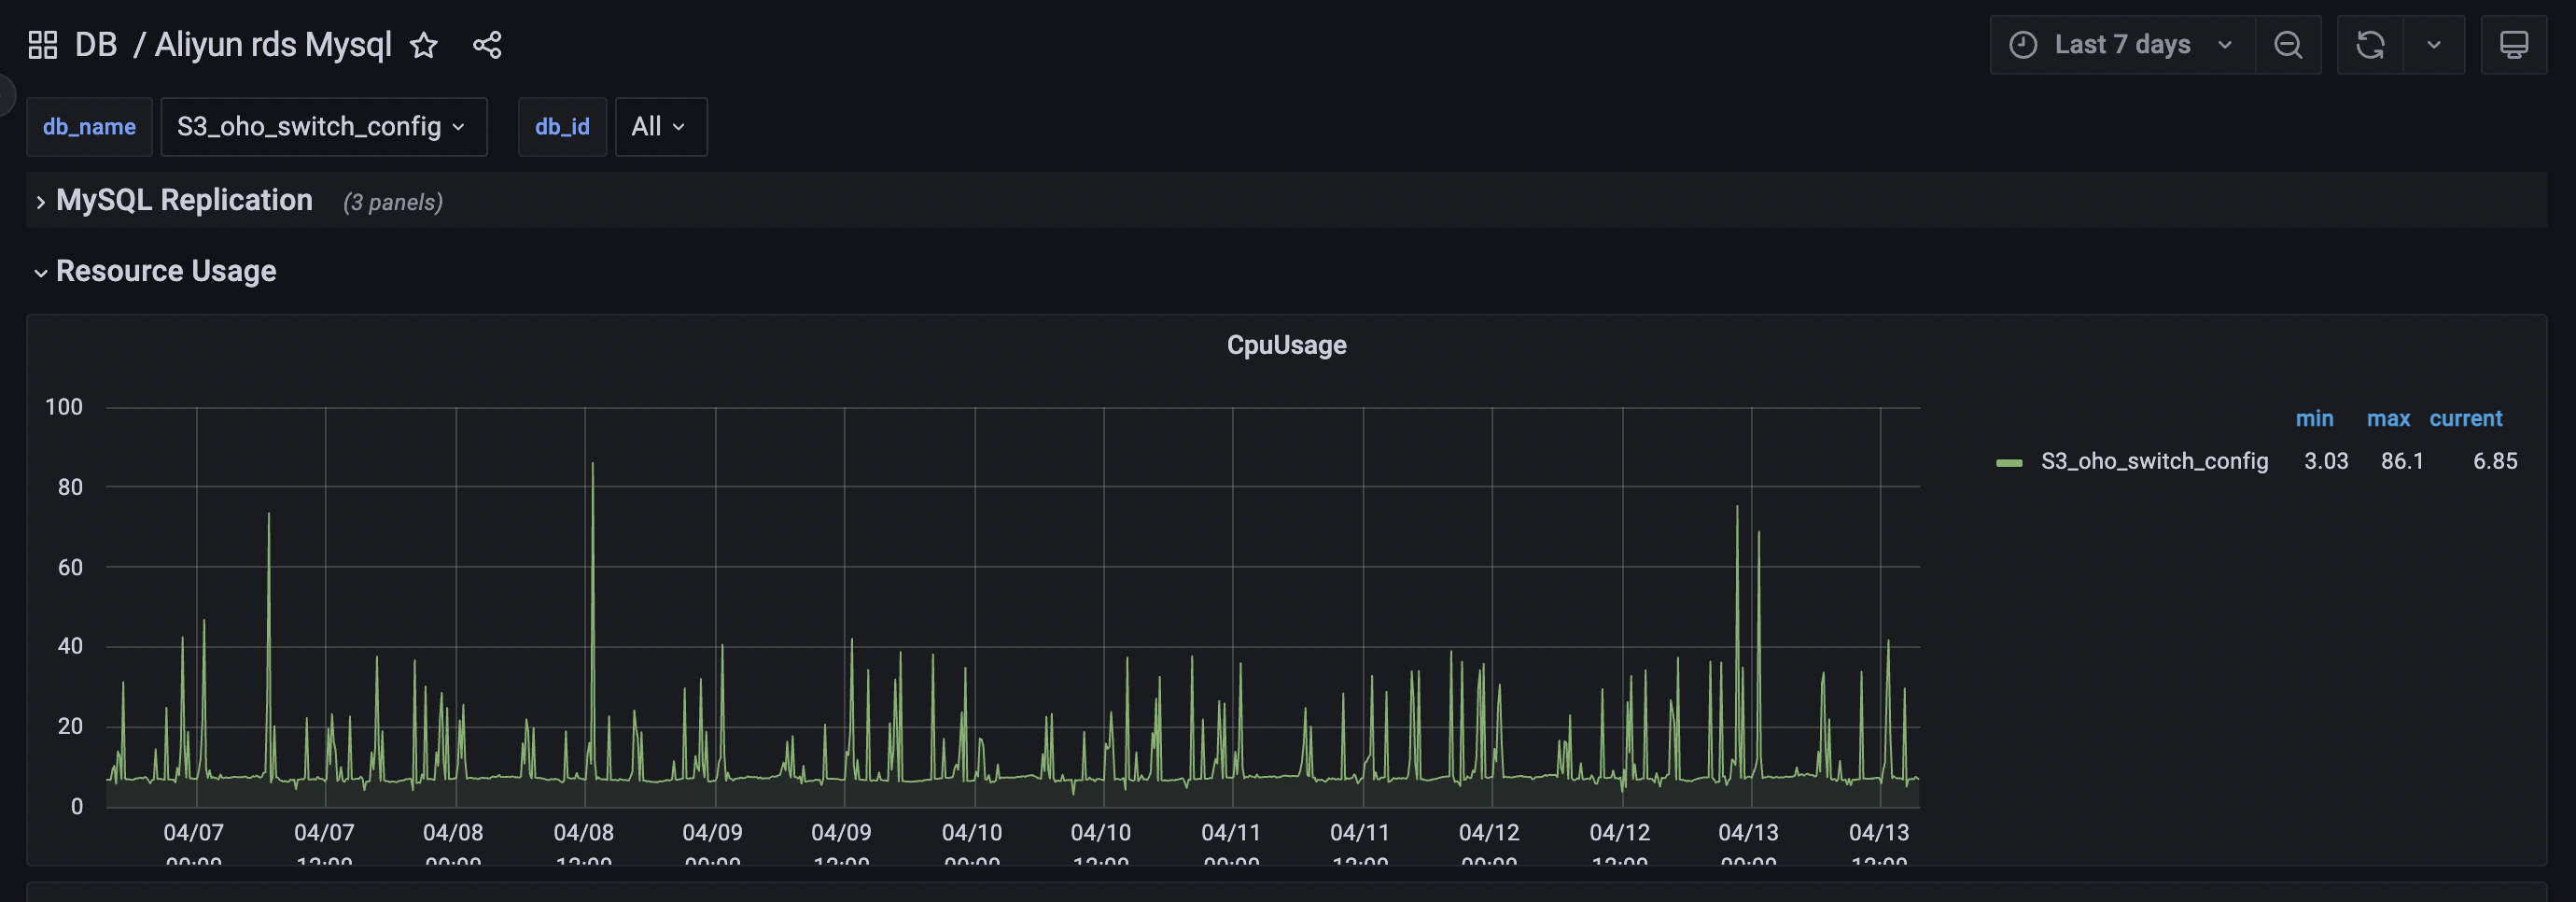 DB / Aliyun rds Mysql
Last 7 days
db_name S3_oho_switch_config db_id All
MySQL Replication (3 panels)
Resource Usage
CpuUsage
min max current
S3_oho_switch_config 3.03 86.1 6.85
100
80
60
40
20
0
04/07 04/07 04/08 04/08 04/09 04/09 04/10 04/10 04/11 04/11 04/12 04/12 04/13 04/13
00:00 12:00 00:00 12:00 00:00 12:00 00:00 12:00 00:00 12:00 00:00 12:00 00:00 12:00